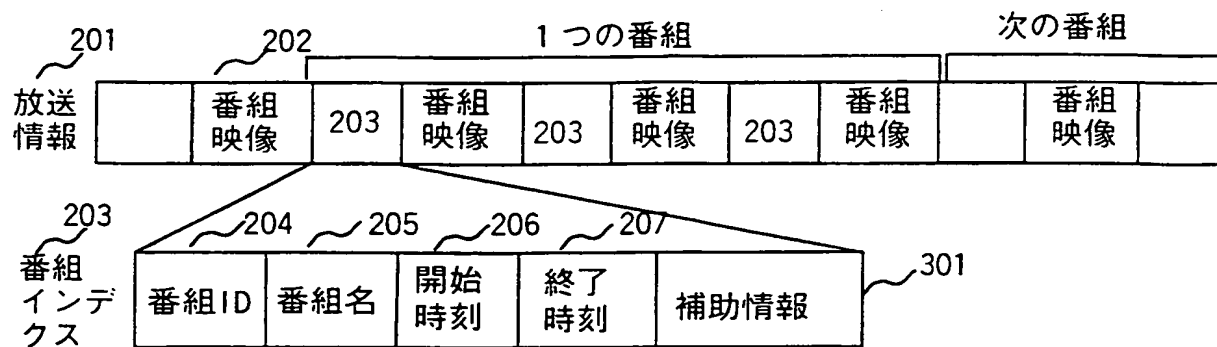 201
202
1つの番組
次の番組
放送
情報
番組
映像
203
番組
映像
203
番組
映像
203
番組
映像
番組
映像
203
番組
インデ
クス
204
205
206
207
301
番組ID
番組名
開始
時刻
終了
時刻
補助情報